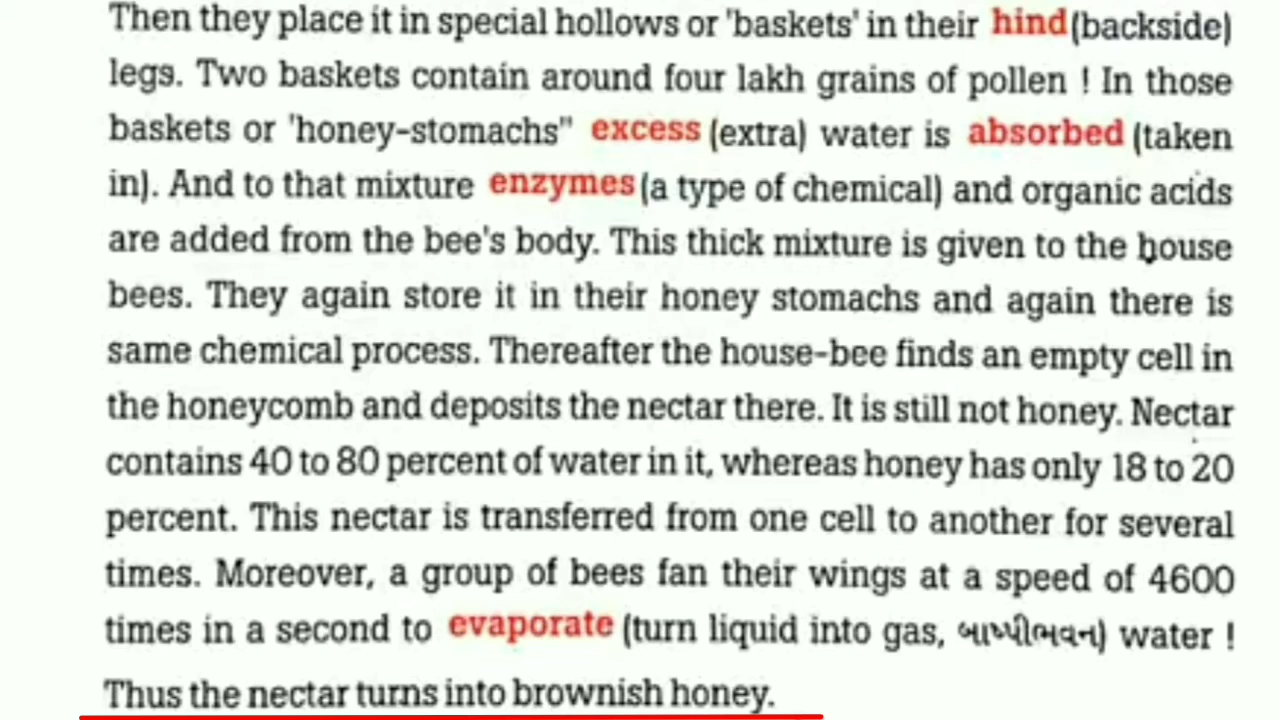 Then they place it in special hollows or 'baskets' in their hind (backside)
legs. Two baskets contain around four lakh grains of pollen ! In those
baskets or 'honey-stomachs" excess (extra) water is absorbed (taken
in). And to that mixture enzymes (a type of chemical) and organic acids
are added from the bee's body. This thick mixture is given to the house
bees. They again store it in their honey stomachs and again there is
same chemical process. Thereafter the house-bee finds an empty cell in
the honeycomb and deposits the nectar there. It is still not honey. Nectar
contains 40 to 80 percent of water in it, whereas honey has only 18 to 20
percent. This nectar is transferred from one cell to another for several
times. Moreover, a group of bees fan their wings at a speed of 4600
times in a second to evaporate (turn liquid into gas, બાષ્પીભવન) water !
Thus the nectar turns into brownish honey.